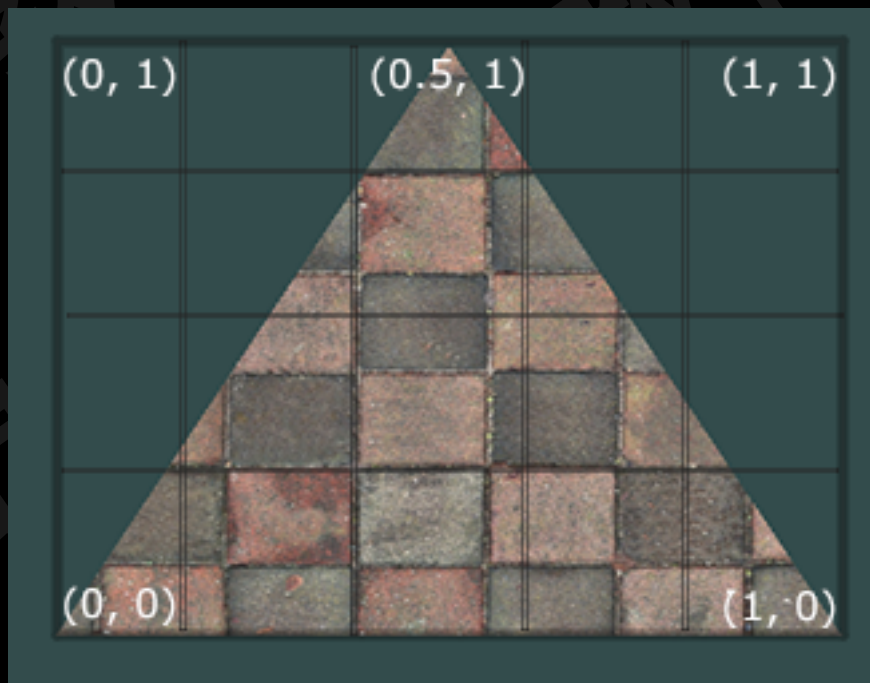 (0, 1) (0.5, 1) (1, 1)
(0, 0) (1, 0)